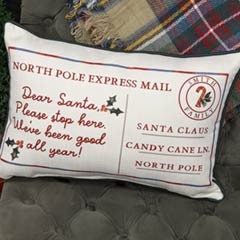 NORTH POLE EXPRESS MAIL
SMITH
FAMILY
Dear Santa,
Please stop here.
We've been good
all year!
SANTA CLAUS
CANDY CANE LN.
NORTH POLE